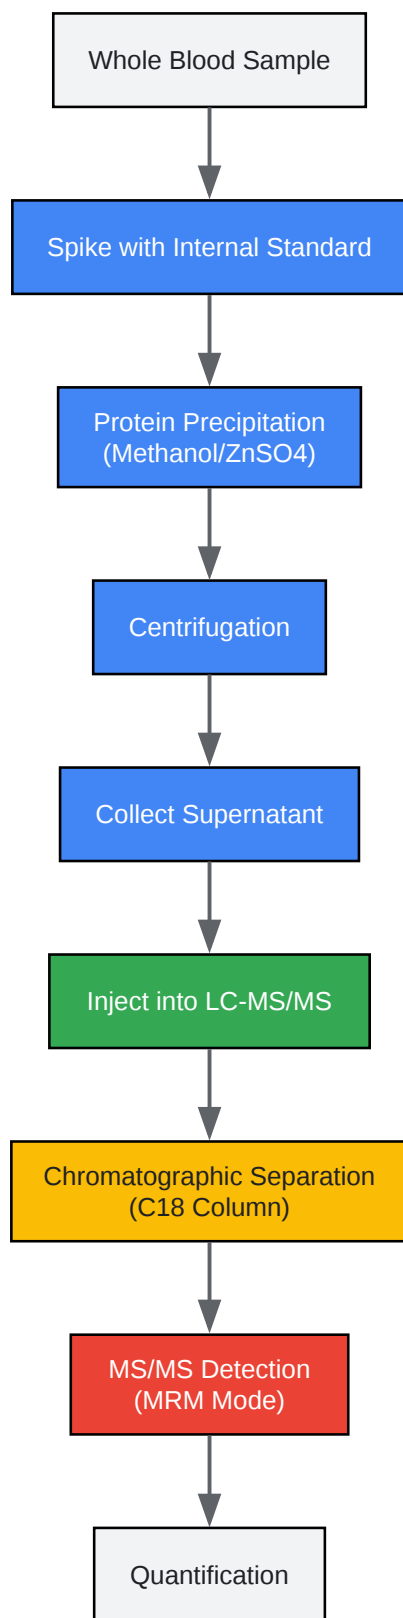 Whole Blood Sample
Spike with Internal Standard
Protein Precipitation
(Methanol/ZnSO4)
Centrifugation
Collect Supernatant
Inject into LC-MS/MS
Chromatographic Separation
(C18 Column)
MS/MS Detection
(MRM Mode)
Quantification